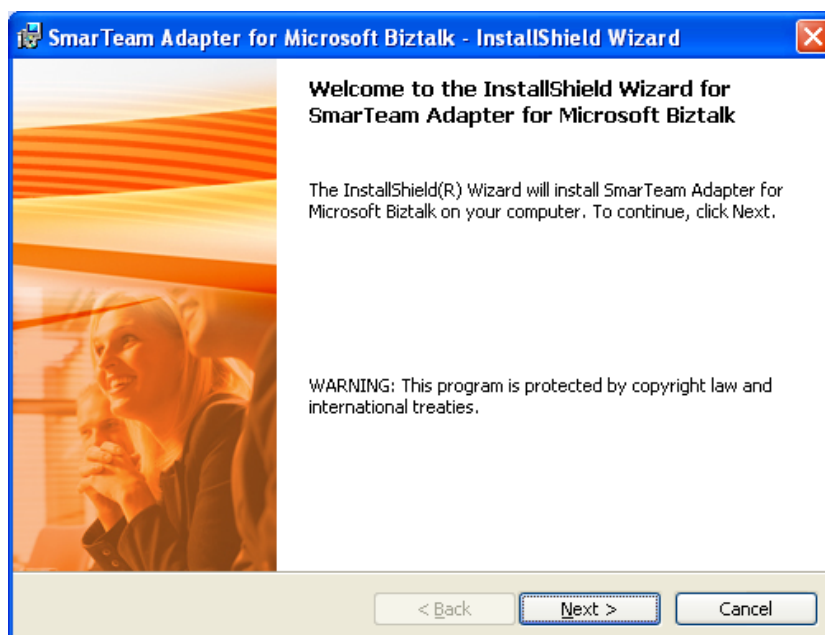 SmarTeam Adapter for Microsoft Biztalk - InstallShield Wizard
Welcome to the InstallShield Wizard for
SmarTeam Adapter for Microsoft Biztalk
The InstallShield(R) Wizard will install SmarTeam Adapter for
Microsoft Biztalk on your computer. To continue, click Next.
WARNING: This program is protected by copyright law and
international treaties.
< Back Next > Cancel